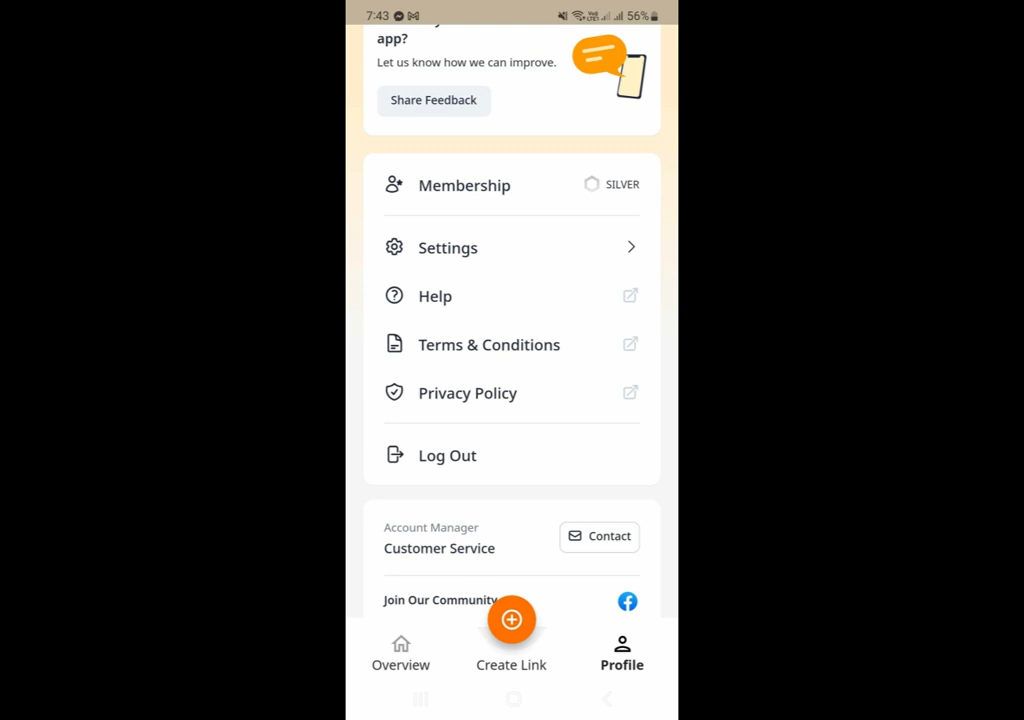 7:43
56%
app?
Let us know how we can improve.
Share Feedback
Membership
SILVER
Settings
Help
Terms & Conditions
Privacy Policy
Log Out
Account Manager
Customer Service
Contact
Join Our Community
Overview
Create Link
Profile